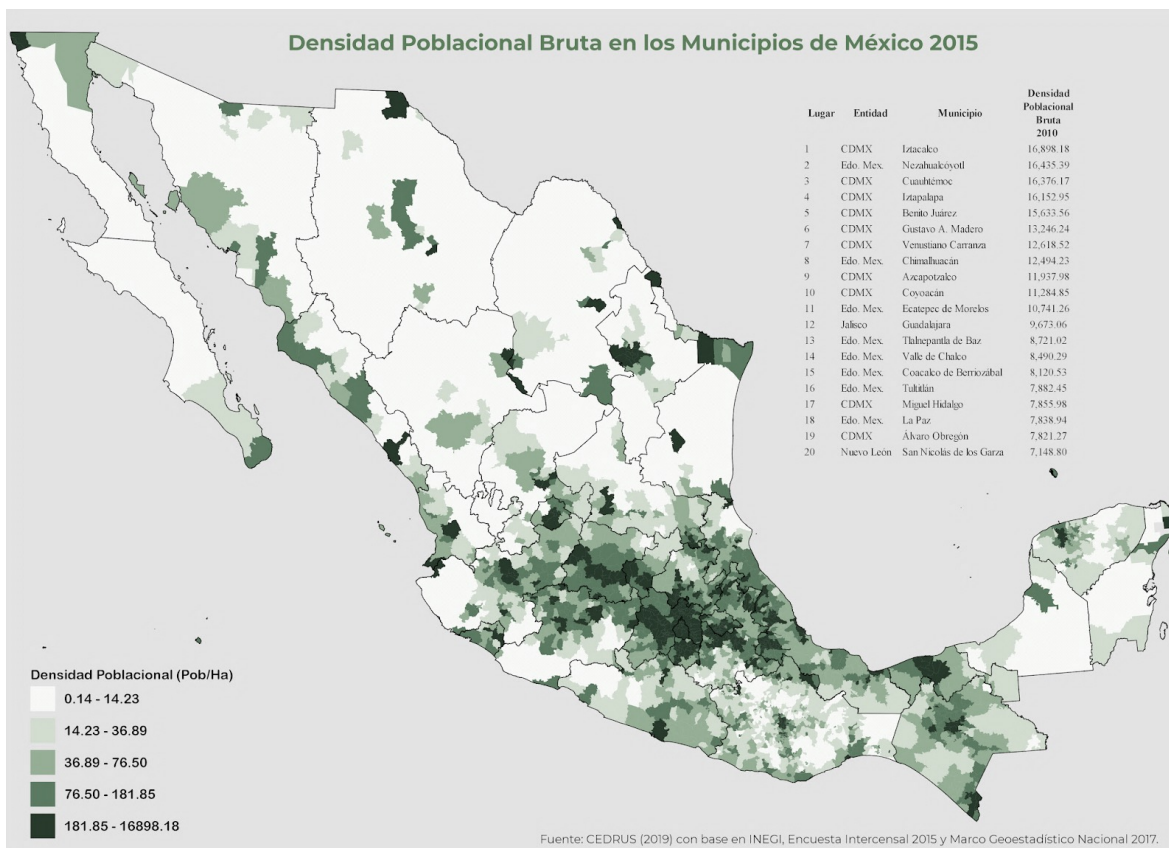 Densidad Poblacional Bruta en los Municipios de México 2015
Lugar Entidad Municipio Densidad Poblacional Bruta 2010
1 CDMX Iztacalco 16,898.18
2 Edo. Mex. Nezahualcóyotl 16,435.39
3 CDMX Cuauhtémoc 16,376.17
4 CDMX Iztapalapa 16,152.95
5 CDMX Benito Juárez 15,633.56
6 CDMX Gustavo A. Madero 13,246.24
7 CDMX Venustiano Carranza 12,618.52
8 Edo. Mex. Chimalhuacán 12,494.23
9 CDMX Azcapotzalco 11,937.98
10 CDMX Coyoacán 11,284.85
11 Edo. Mex. Ecatepec de Morelos 10,741.26
12 Jalisco Guadalajara 9,673.06
13 Edo. Mex. Tlalnepantla de Baz 8,721.02
14 Edo. Mex. Valle de Chalco 8,490.29
15 Edo. Mex. Coacalco de Berriozábal 8,120.53
16 Edo. Mex. Tultitlán 7,882.45
17 CDMX Miguel Hidalgo 7,855.98
18 Edo. Mex. La Paz 7,838.94
19 CDMX Álvaro Obregón 7,821.27
20 Nuevo León San Nicolás de los Garza 7,148.80
Densidad Poblacional (Pob/Ha)
0.14 - 14.23
14.23 - 36.89
36.89 - 76.50
76.50 - 181.85
181.85 - 16898.18
Fuente: CEDRUS (2019) con base en INEGI, Encuesta Intercensal 2015 y Marco Geoestadístico Nacional 2017.